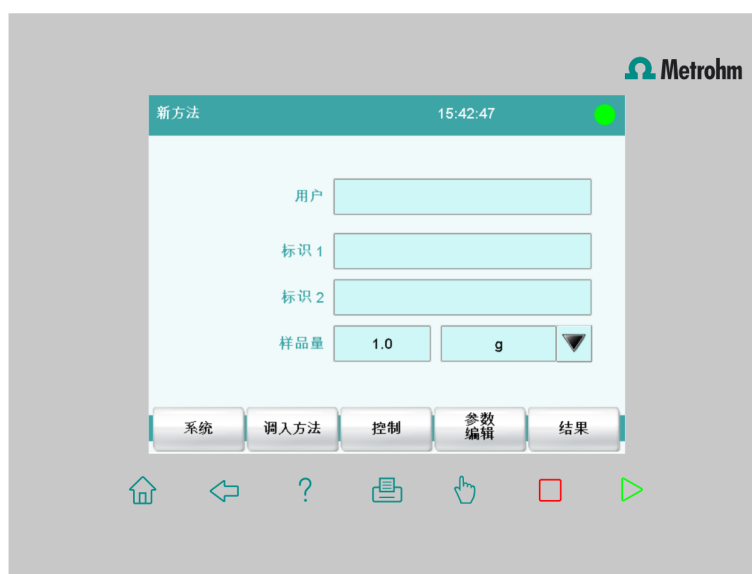 Metrohm
新方法 15:42:47
用户
标识 1
标识 2
样品量 1.0 g
系统 调入方法 控制 参数编辑 结果
?